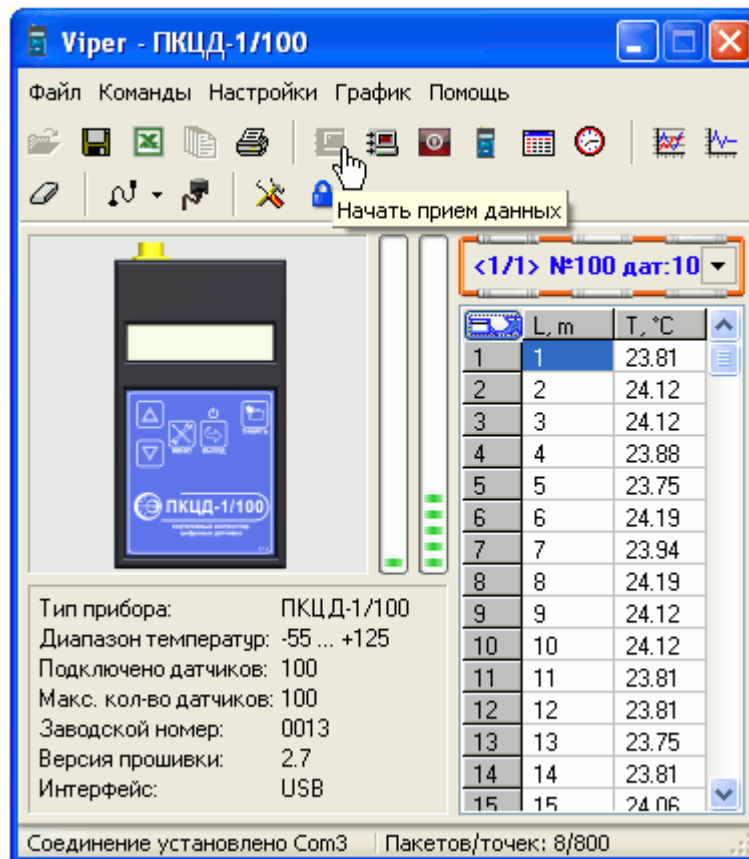 Viper - ПКЦД-1/100
Файл Команды Настройки График Помощь
Начать прием данных
<1/1> №100 дат:10
L, m T, °C
1 1 23.81
2 2 24.12
3 3 24.12
4 4 23.88
5 5 23.75
6 6 24.19
7 7 23.94
8 8 24.19
9 9 24.12
10 10 24.12
11 11 23.81
12 12 23.81
13 13 23.75
14 14 23.81
15 15 24.06
ПКЦД-1/100
Тип прибора: ПКЦД-1/100
Диапазон температур: -55 ... +125
Подключено датчиков: 100
Макс. кол-во датчиков: 100
Заводской номер: 0013
Версия прошивки: 2.7
Интерфейс: USB
Соединение установлено Com3 Пакетов/точек: 8/800